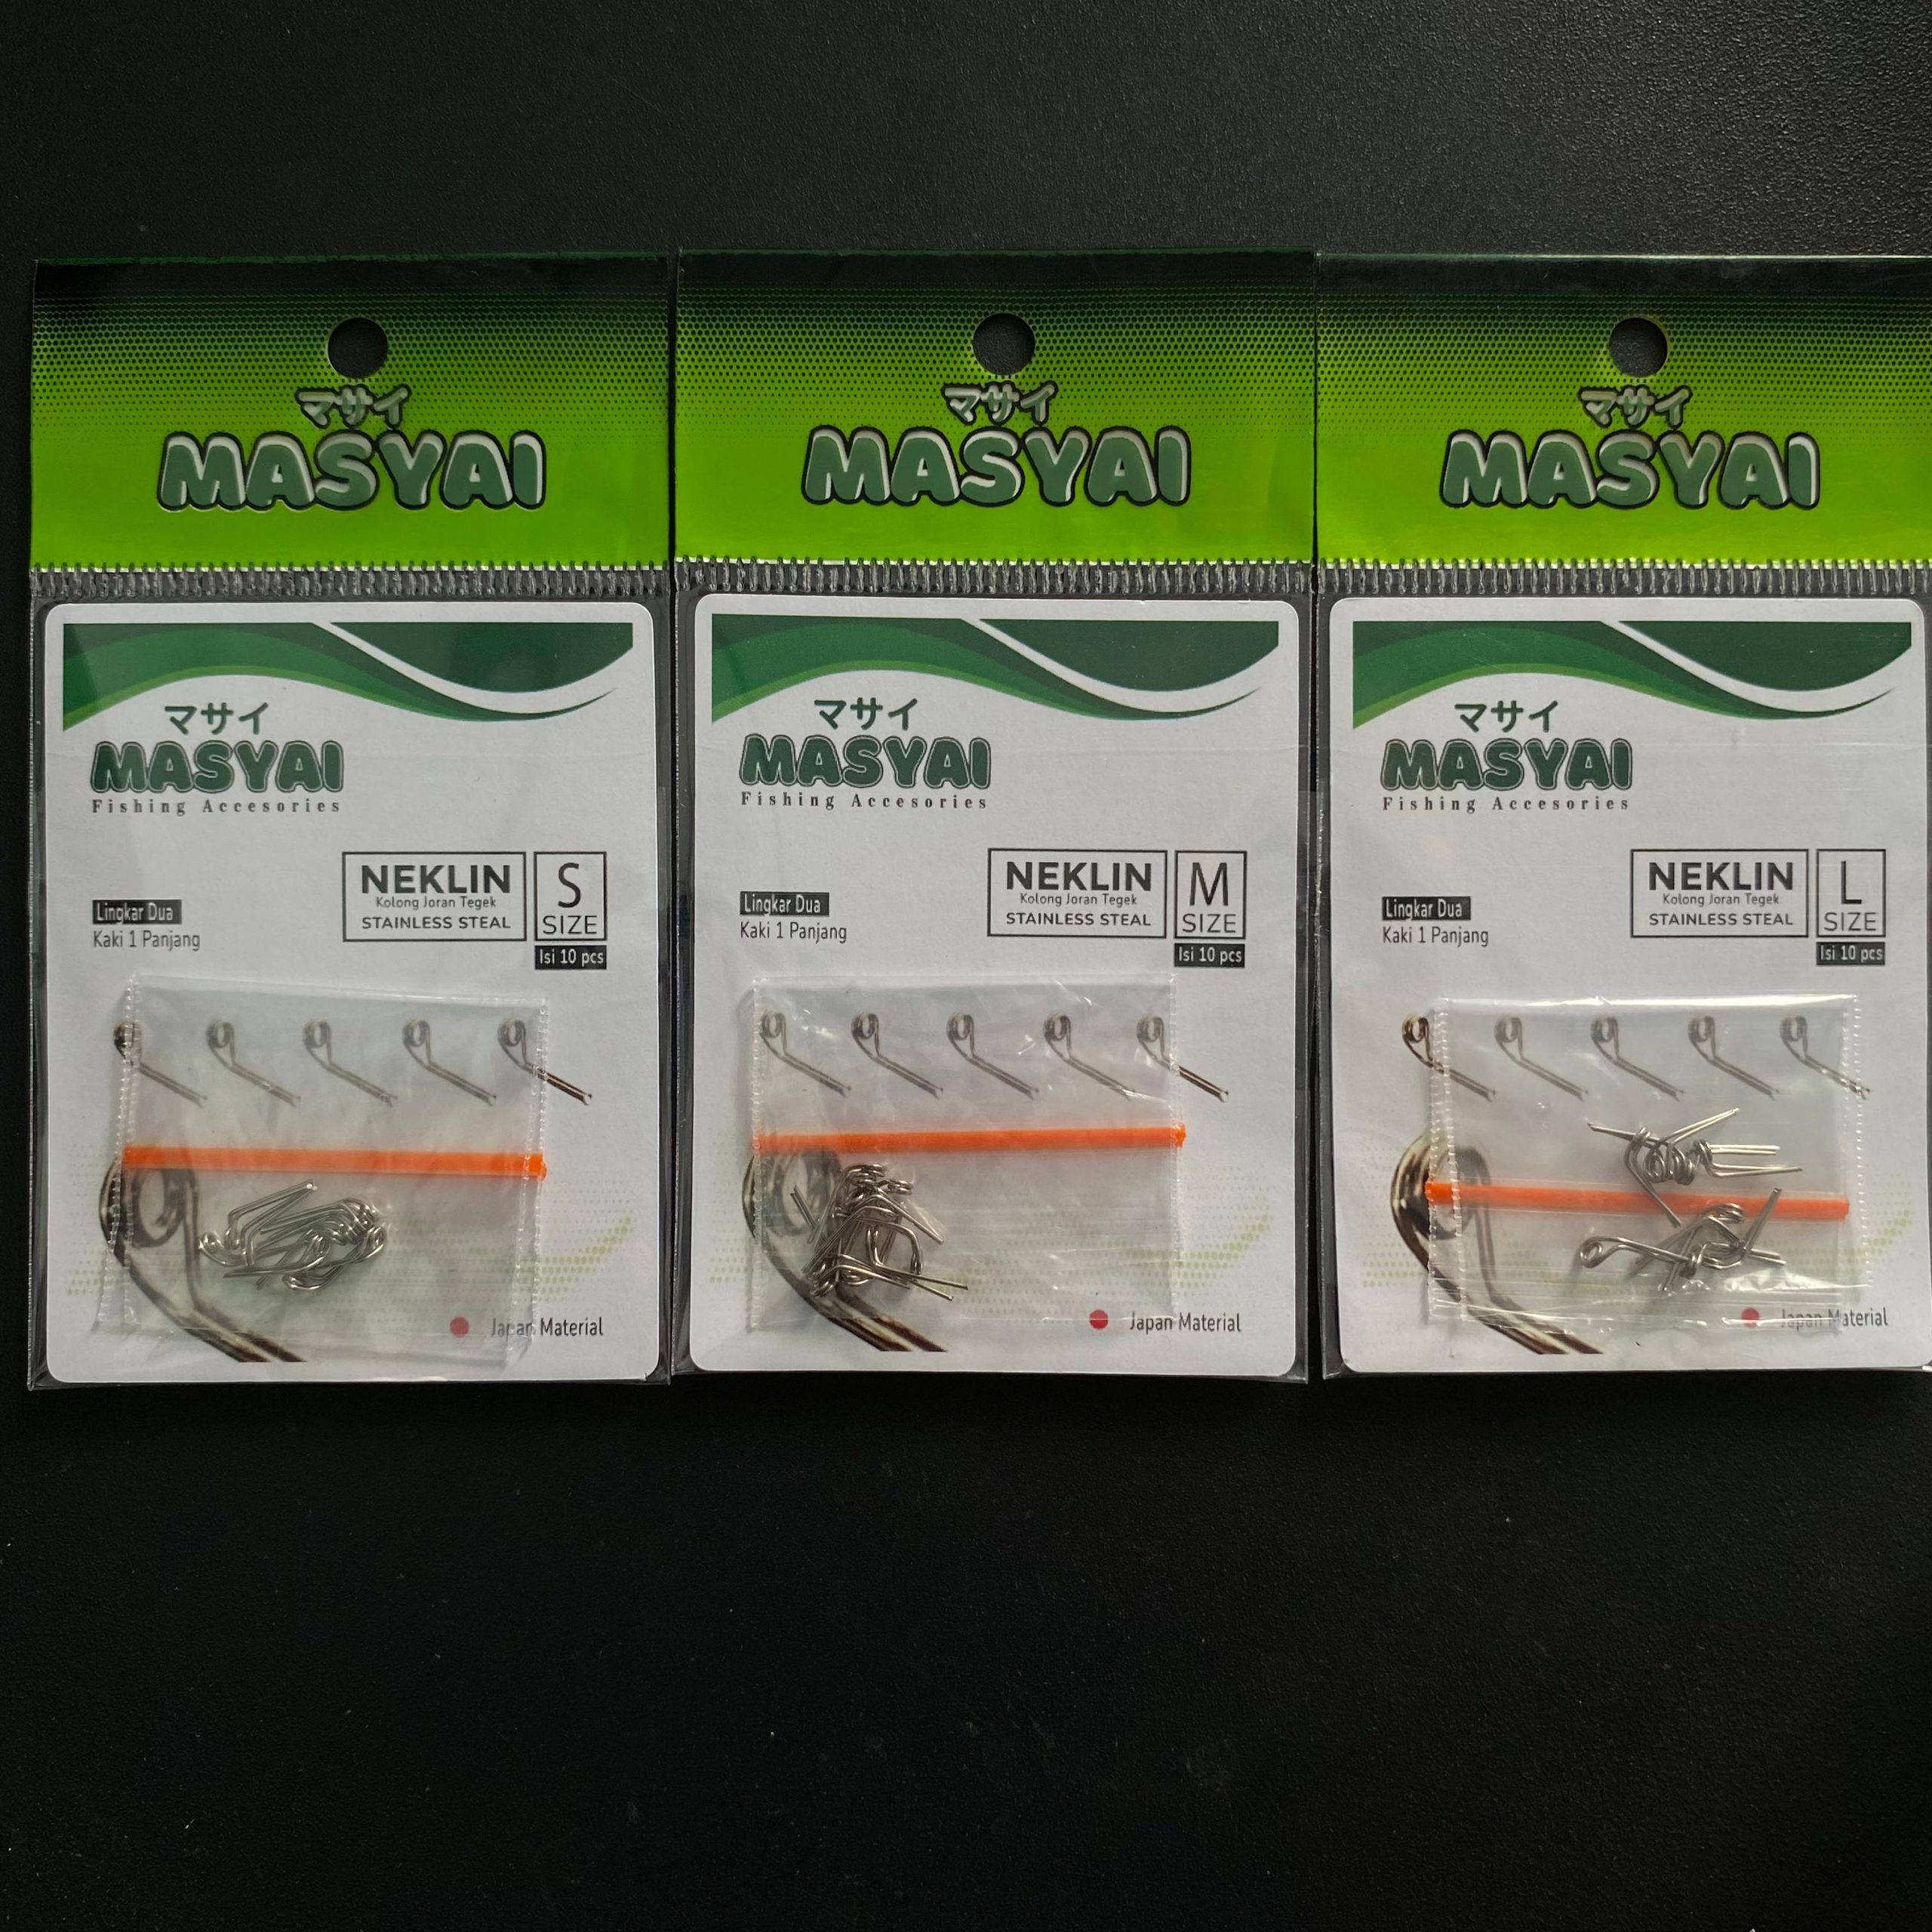 マサイ
MASYAI
マサイ
MASYAI
Fishing Accesories
NEKLIN
Kolong Joran Tegek
STAINLESS STEAL
S
SIZE
Isi 10 pcs
Lingkar Dua
Kaki 1 Panjang
Japan Material
マサイ
MASYAI
マサイ
MASYAI
Fishing Accesories
NEKLIN
Kolong Joran Tegek
STAINLESS STEAL
M
SIZE
Isi 10 pcs
Lingkar Dua
Kaki 1 Panjang
Japan Material
マサイ
MASYAI
マサイ
MASYAI
Fishing Accesories
NEKLIN
Kolong Joran Tegek
STAINLESS STEAL
L
SIZE
Isi 10 pcs
Lingkar Dua
Kaki 1 Panjang
Japan Material